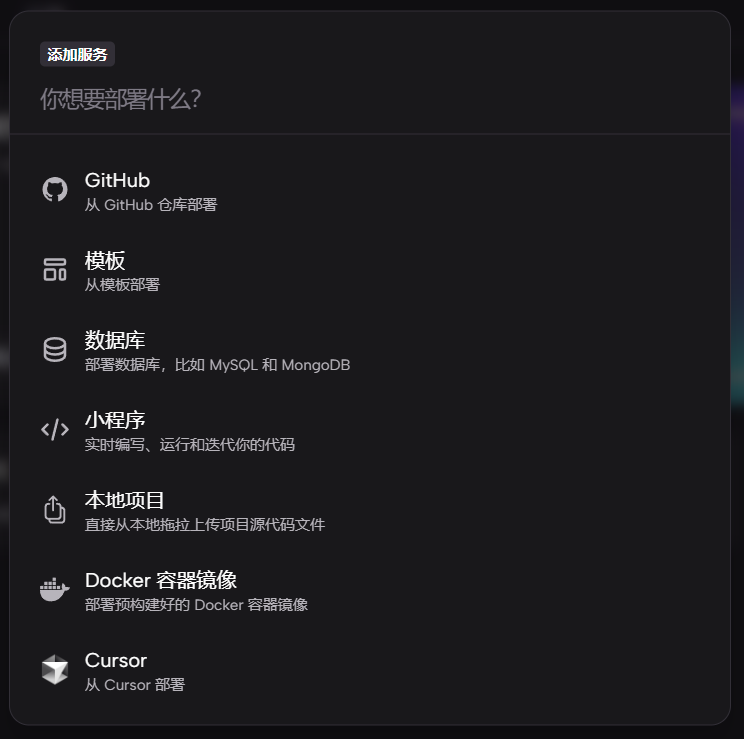 添加服务
你想要部署什么？
GitHub
从 GitHub 仓库部署
模板
从模板部署
数据库
部署数据库，比如 MySQL 和 MongoDB
小程序
实时编写、运行和迭代你的代码
本地项目
直接从本地拖拉上传项目源代码文件
Docker 容器镜像
部署预构建好的 Docker 容器镜像
Cursor
从 Cursor 部署